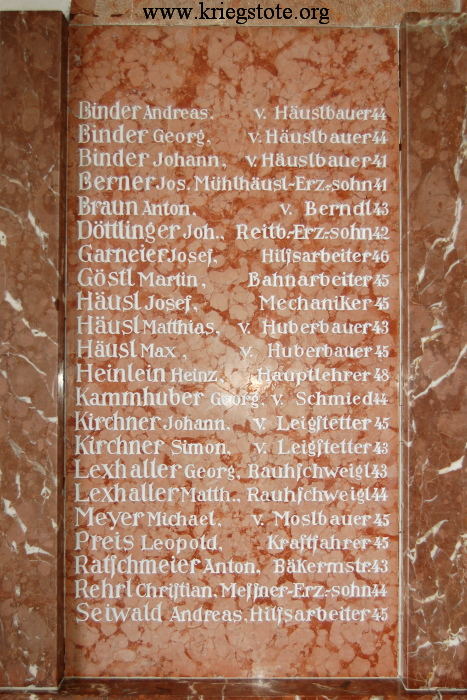 www.kriegstote.org
Binder Andreas. v. Häuslbauer 44
Binder Georg, v. Häuslbauer 44
Binder Johann, v. Häuslbauer 41
Berner Jos. Mühlhäusl-Erz.-sohn 41
Braun Anton, v. Berndl 43
Döttlinger Joh., Reitb.-Erz.-sohn 42
Garneier Josef, Hilfsarbeiter 46
Göstl Martin, Bahnarbeiter 45
Häusl Josef, Mechaniker 45
Häusl Matthias, v. Huberbauer 43
Häusl Max, v. Huberbauer 45
Heinlein Heinz, Hauptlehrer 48
Kammhuber Georg, v. Schmied 44
Kirchner Johann, v. Leigſtetter 45
Kirchner Simon, v. Leigſtetter 43
Lexhaller Georg, Rauhſchweigl 43
Lexhaller Matth., Rauhſchweigl 44
Meyer Michael, v. Moslbauer 45
Preis Leopold, Kraftfahrer 45
Ratſchmeier Anton, Bäkermstr 43
Rehrl Chriſtian, Meſſner-Erz.-sohn 44
Seiwald Andreas, Hilfsarbeiter 45